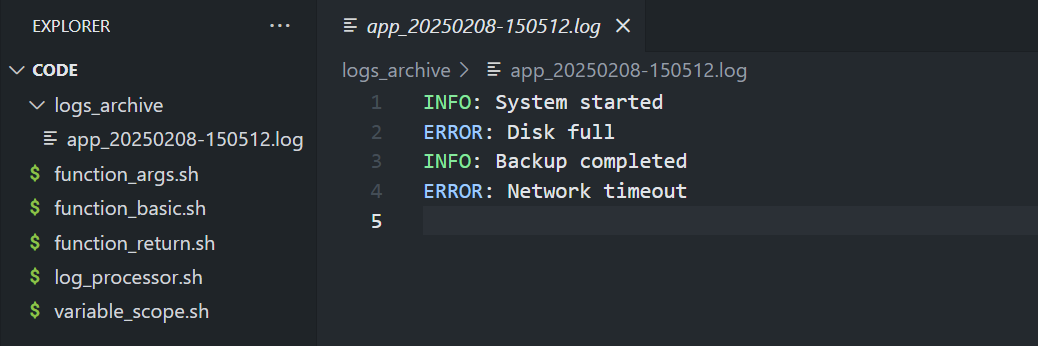 EXPLORER ...
CODE
logs_archive
app_20250208-150512.log
$ function_args.sh
$ function_basic.sh
$ function_return.sh
$ log_processor.sh
$ variable_scope.sh
app_20250208-150512.log
logs_archive > app_20250208-150512.log
1 INFO: System started
2 ERROR: Disk full
3 INFO: Backup completed
4 ERROR: Network timeout
5